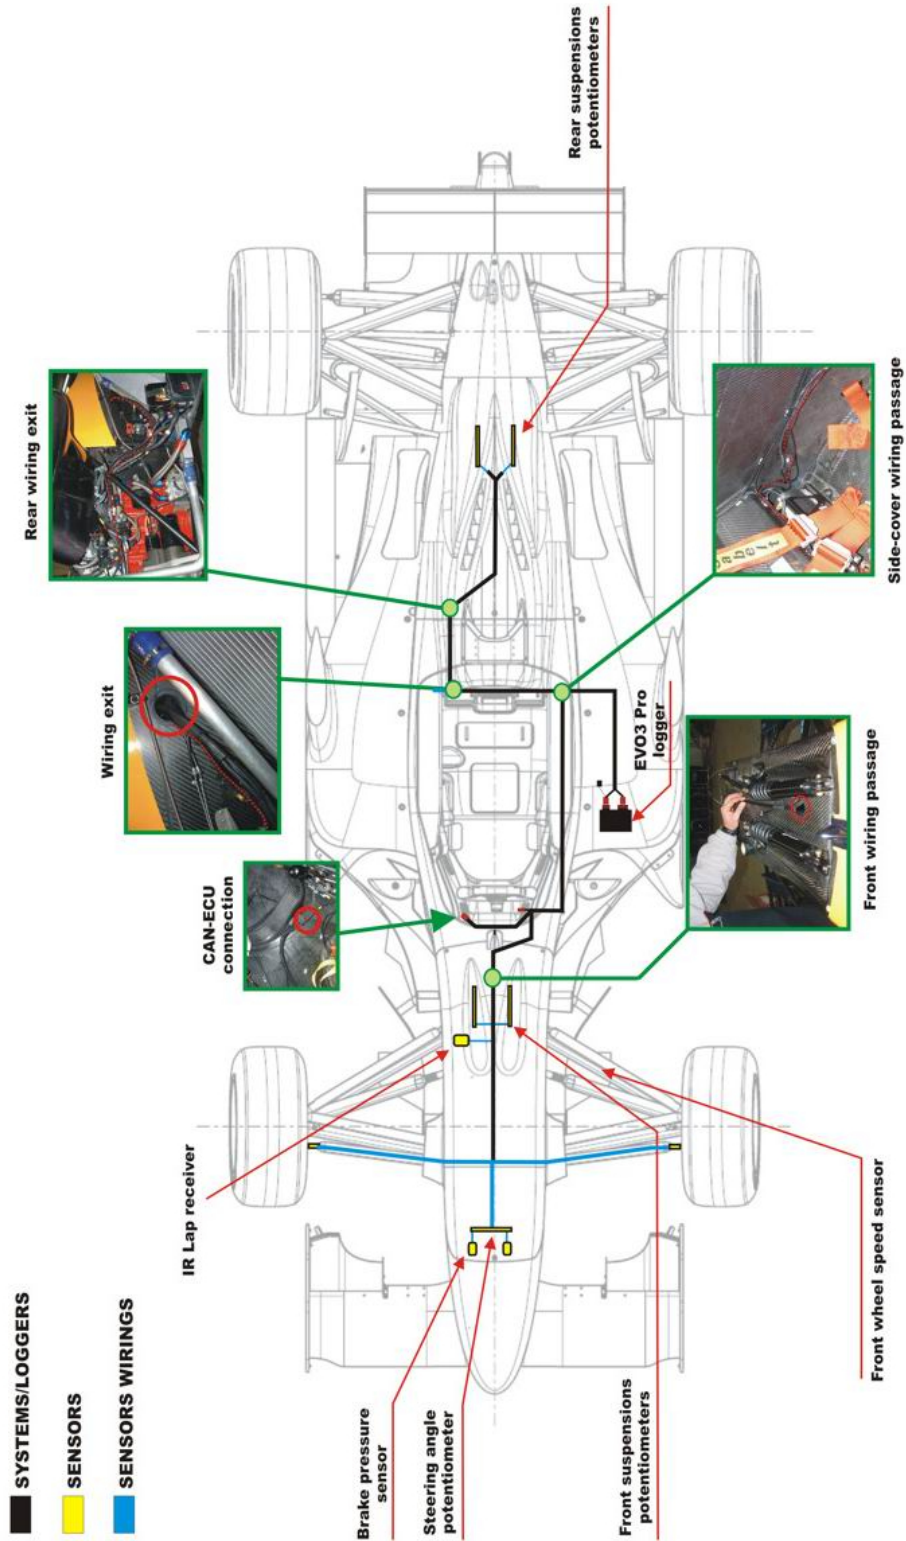 SYSTEMS/LOGGERS
SENSORS
SENSORS WIRINGS
Brake pressure
sensor
Steering angle
potentiometer
Front suspensions
potentiometers
Front wheel speed sensor
IR Lap receiver
CAN-ECU
connection
Wiring exit
Rear wiring exit
Rear suspensions
potentiometers
EVO3 Pro
logger
Front wiring passage
Side-cover wiring passage